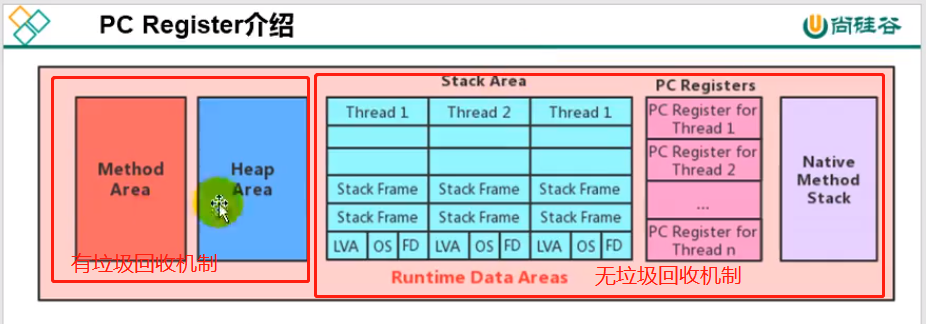 PC Register介绍
尚硅谷
Stack Area
PC Registers
Method
Area
Heap
Area
Thread 1
Thread 2
Thread 1
Stack Frame
Stack Frame
Stack Frame
Stack Frame
Stack Frame
Stack Frame
LVA
OS
FD
LVA
OS
FD
LVA
OS
FD
PC Register for
Thread 1
PC Register for
Thread 2
...
PC Register for
Thread n
Native
Method
Stack
有垃圾回收机制
Runtime Data Areas
无垃圾回收机制